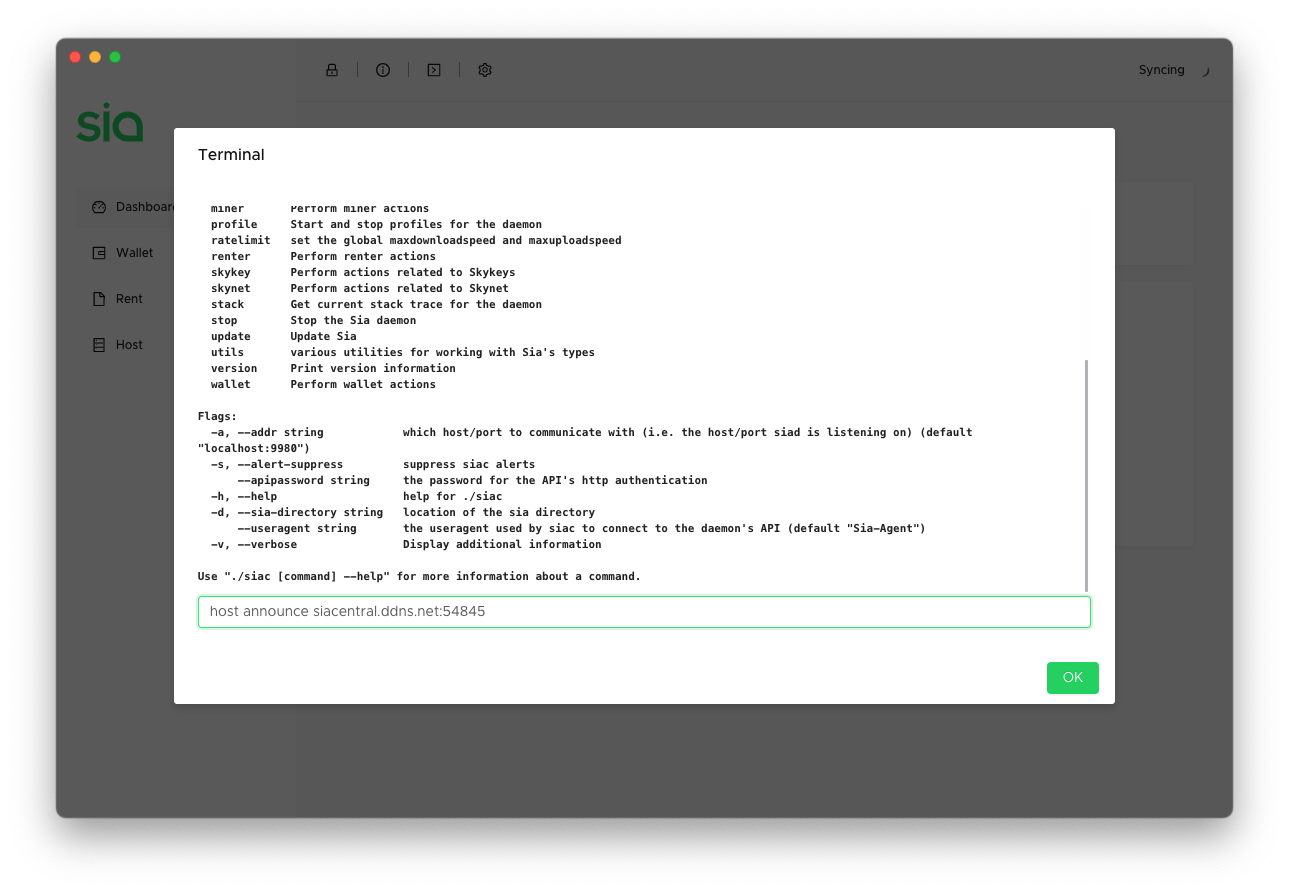 Syncing
sia
Dashboar
Wallet
Rent
Host
Terminal
miner Perform miner actions
profile Start and stop profiles for the daemon
ratelimit set the global maxdownloadspeed and maxuploadspeed
renter Perform renter actions
skykey Perform actions related to Skykeys
skynet Perform actions related to Skynet
stack Get current stack trace for the daemon
stop Stop the Sia daemon
update Update Sia
utils various utilities for working with Sia's types
version Print version information
wallet Perform wallet actions
Flags:
-a, --addr string which host/port to communicate with (i.e. the host/port siad is listening on) (default
"localhost:9980")
-s, --alert-suppress suppress siac alerts
--apipassword string the password for the API's http authentication
-h, --help help for ./siac
-d, --sia-directory string location of the sia directory
--useragent string the useragent used by siac to connect to the daemon's API (default "Sia-Agent")
-v, --verbose Display additional information
Use "./siac [command] --help" for more information about a command.
host announce siacentral.ddns.net:54845
OK